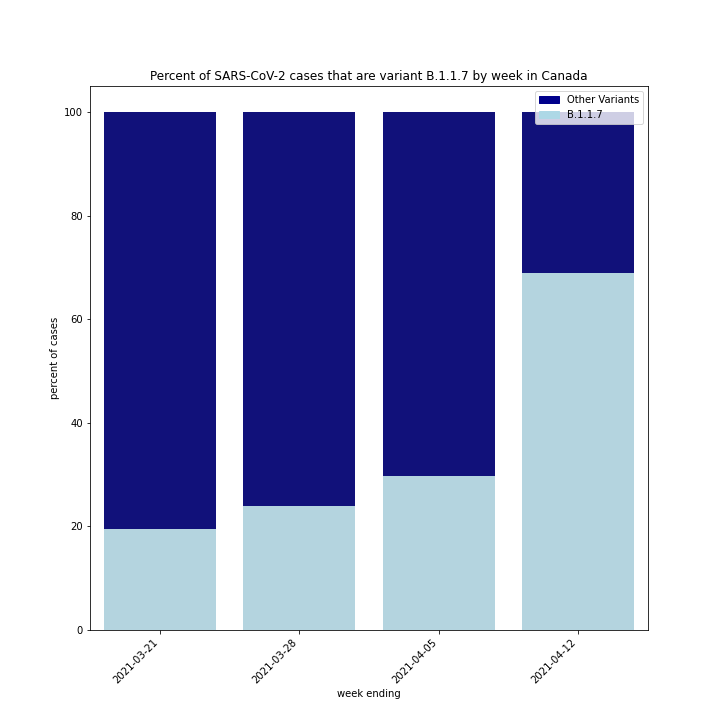 Percent of SARS-CoV-2 cases that are variant B.1.1.7 by week in Canada
Other Variants
B.1.1.7
100
80
60
40
20
0
percent of cases
2021-03-21
2021-03-28
2021-04-05
2021-04-12
week ending